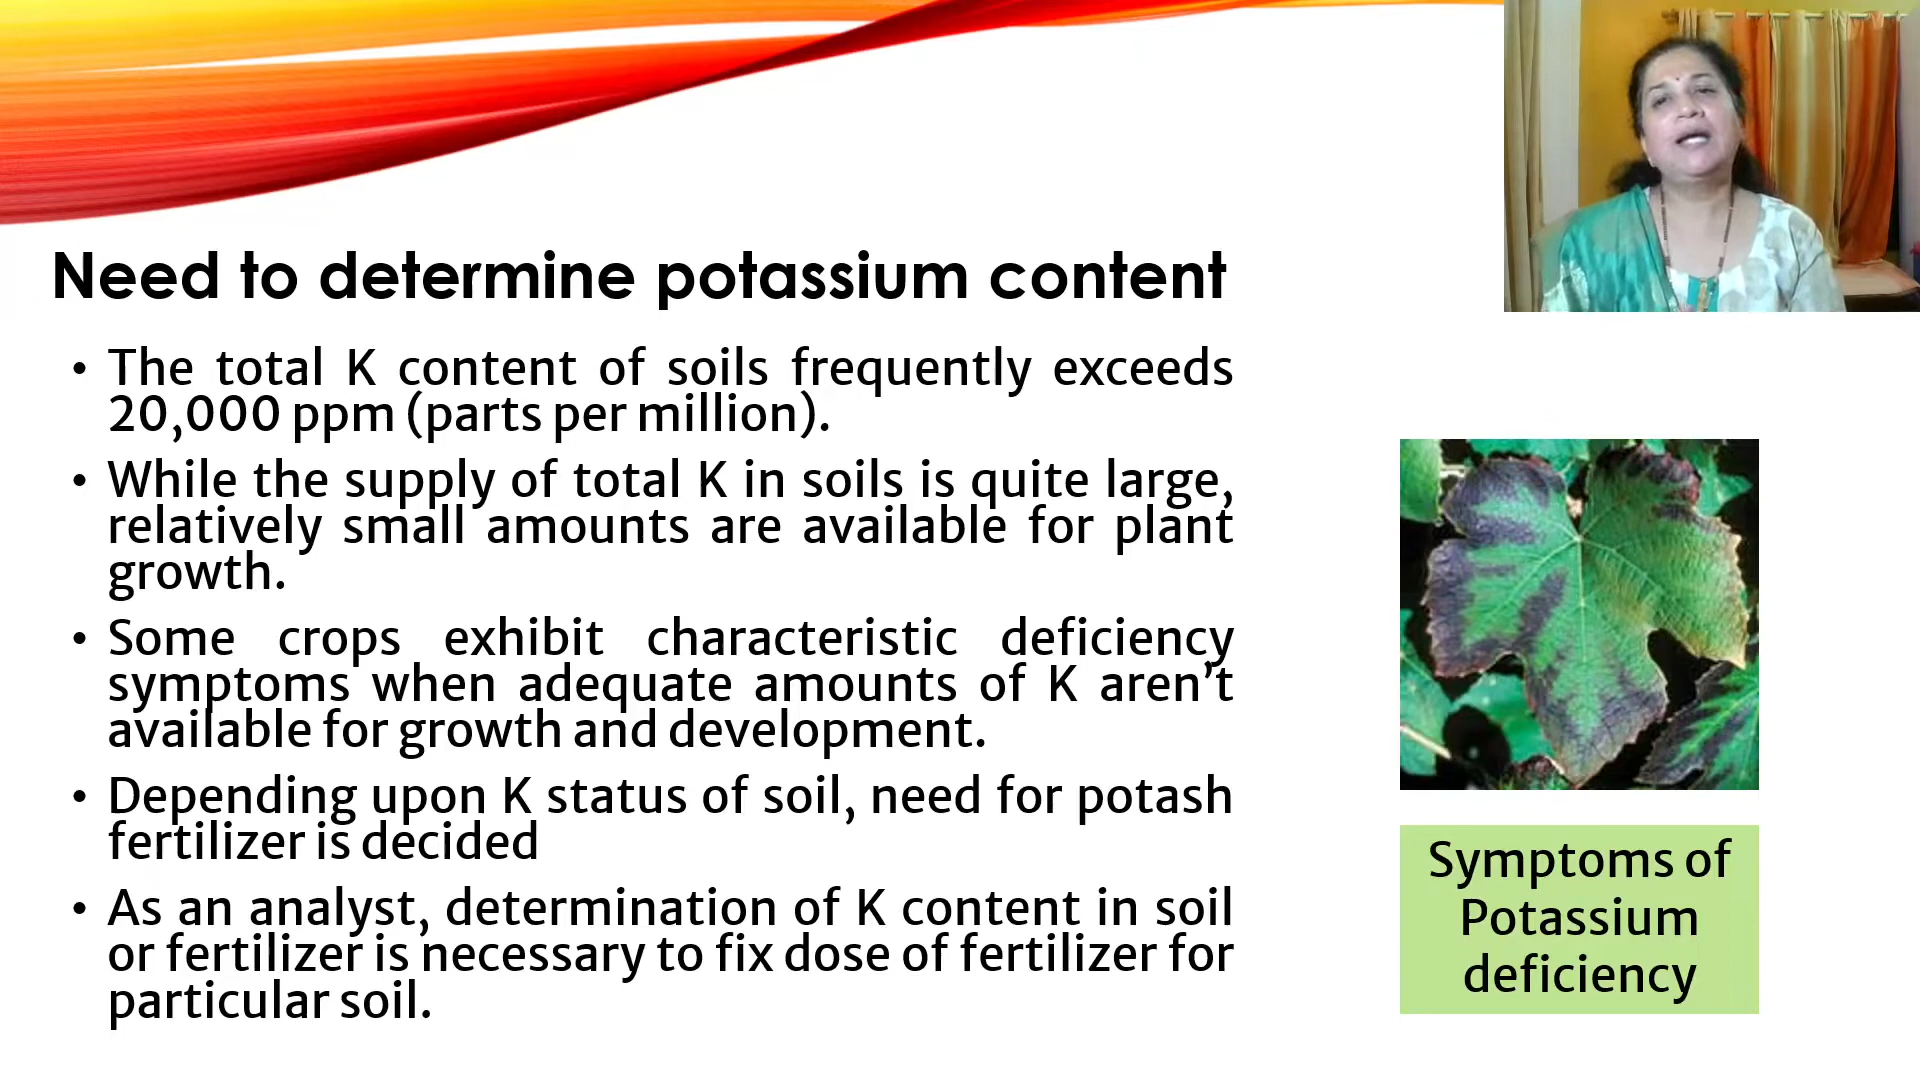 Need to determine potassium content
• The total K content of soils frequently exceeds
20,000 ppm (parts per million).
• While the supply of total K in soils is quite large,
relatively small amounts are available for plant
growth.
• Some crops exhibit characteristic deficiency
symptoms when adequate amounts of K aren’t
available for growth and development.
• Depending upon K status of soil, need for potash
fertilizer is decided
• As an analyst, determination of K content in soil
or fertilizer is necessary to fix dose of fertilizer for
particular soil.
Symptoms of
Potassium
deficiency